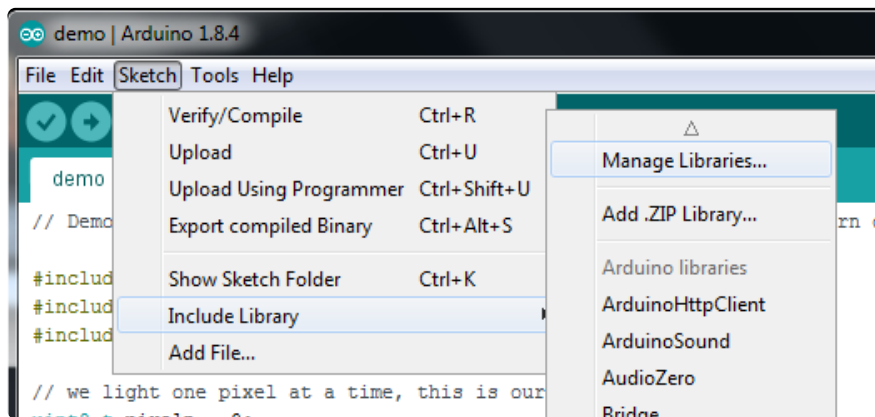 demo | Arduino 1.8.4
File Edit Sketch Tools Help
Verify/Compile Ctrl+R
Upload Ctrl+U
Upload Using Programmer Ctrl+Shift+U
Export compiled Binary Ctrl+Alt+S
Show Sketch Folder Ctrl+K
Include Library
Add File...
Manage Libraries...
Add .ZIP Library...
Arduino libraries
ArduinoHttpClient
ArduinoSound
AudioZero
Bridge
demo
// Demo
#includ
#includ
#includ
// we light one pixel at a time, this is our